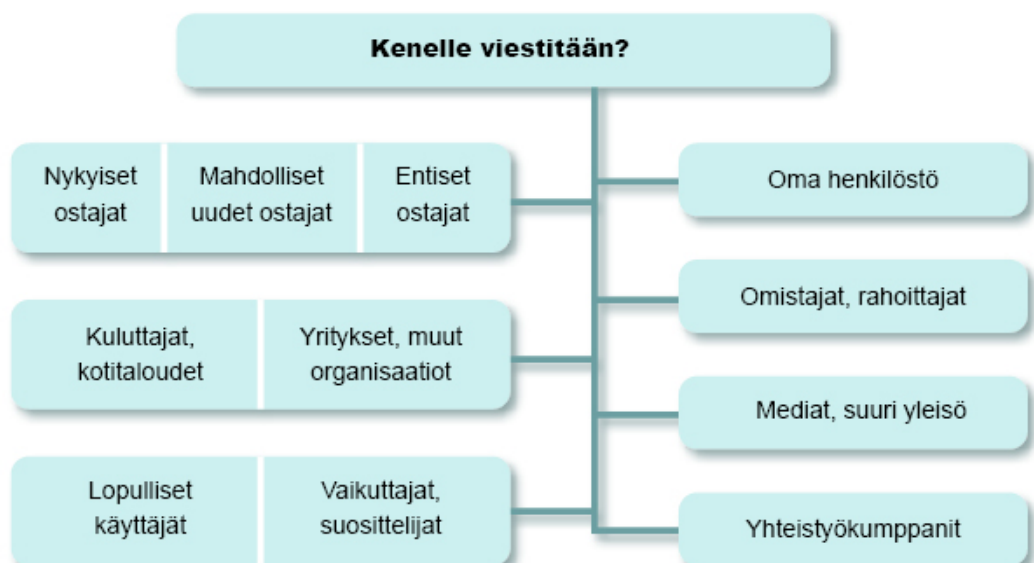 Kenelle viestitään?
Nykyiset
ostajat
Mahdolliset
uudet ostajat
Entiset
ostajat
Kuluttajat,
kotitaloudet
Yritykset, muut
organisaatiot
Lopulliset
käyttäjät
Vaikuttajat,
suosittelijat
Oma henkilöstö
Omistajat, rahoittajat
Mediat, suuri yleisö
Yhteistyökumppanit